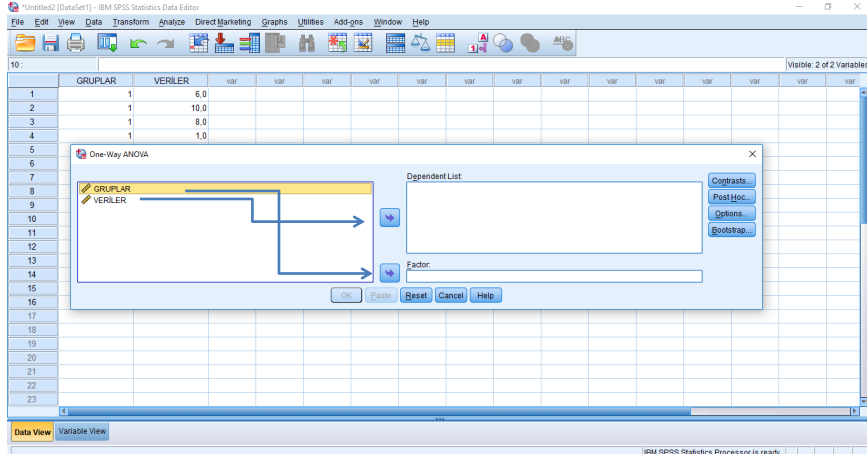 *Untitled2 [DataSet1] - IBM SPSS Statistics Data Editor
File Edit View Data Transform Analyze Direct Marketing Graphs Utilities Add-ons Window Help
10 :
Visible: 2 of 2 Variables
GRUPLAR VERİLER var var var var var var var var var var var var var var
1 1 6,0
2 1 10,0
3 1 8,0
4 1 1,0
5
6
7
8
9
10
11
12
13
14
15
16
17
18
19
20
21
22
23
One-Way ANOVA
GRUPLAR
VERİLER
Dependent List:
Factor:
Contrasts...
Post Hoc...
Options...
Bootstrap...
OK Paste Reset Cancel Help
Data View Variable View
IBM SPSS Statistics Processor is ready